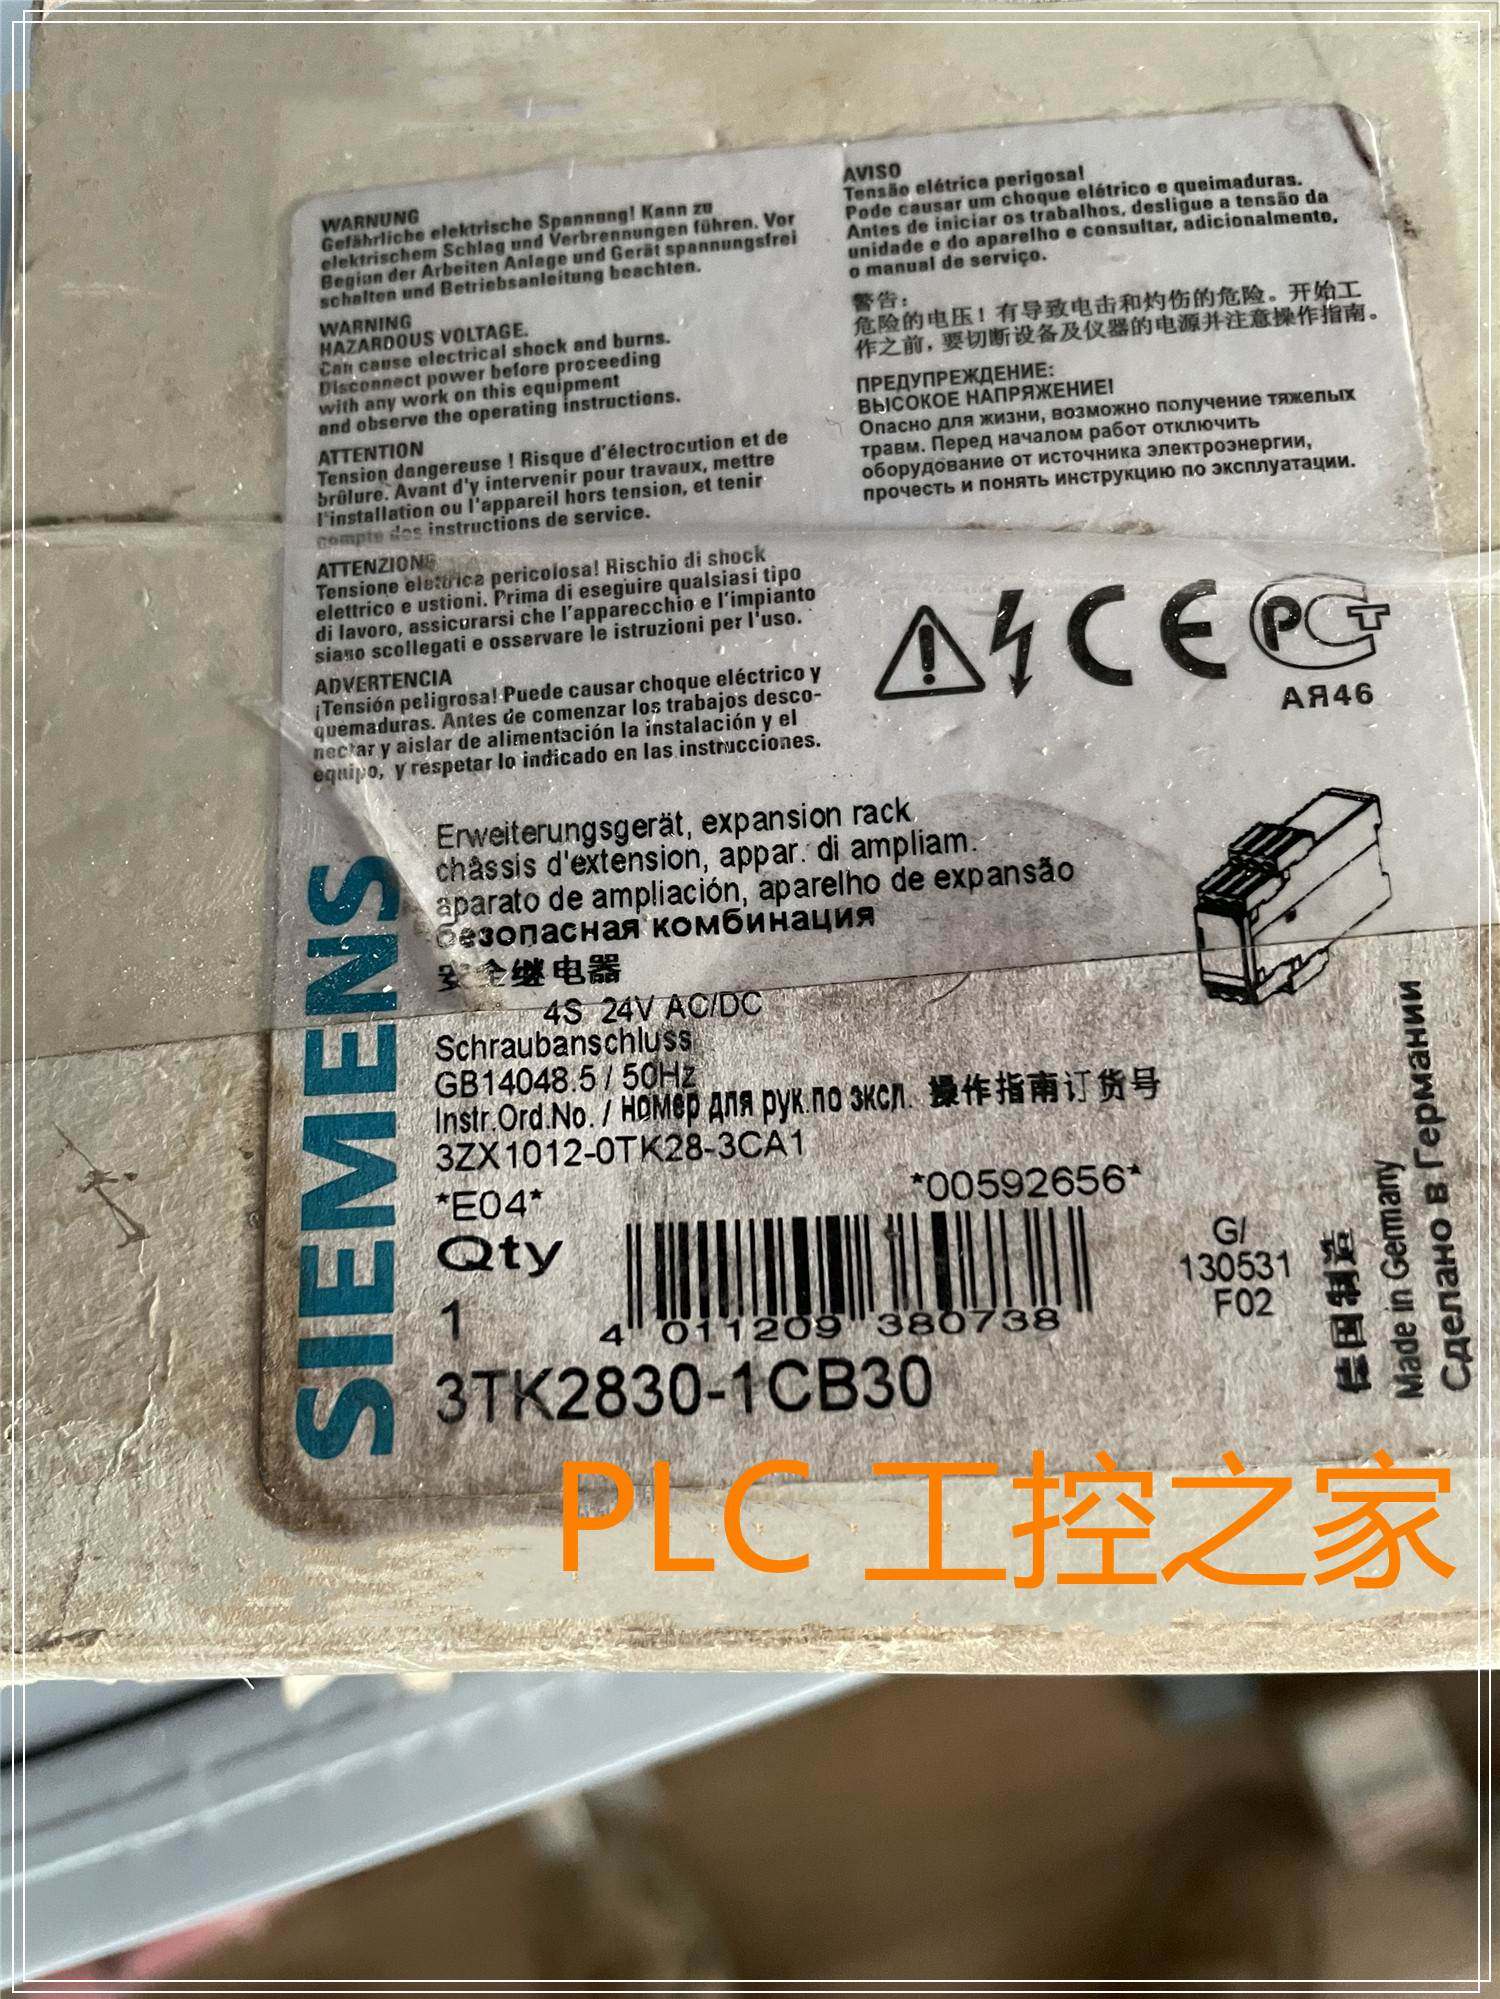 WARNUNG
Gefährliche elektrische Spannung! Kann zu
elektrischem Schlag und Verbrennungen führen. Vor
Beginn der Arbeiten Anlage und Gerät spannungsfrei
schalten und Betriebsanleitung beachten.
WARNING
HAZARDOUS VOLTAGE.
Can cause electrical shock and burns.
Disconnect power before proceeding
with any work on this equipment
and observe the operating instructions.
ATTENTION
Tension dangereuse ! Risque d'électrocution et de
brûlure. Avant d'y intervenir pour travaux, mettre
l'installation ou l'appareil hors tension, et tenir
compte des instructions de service.
ATTENZIONE
Tensione elettrica pericolosa! Rischio di shock
elettrico e ustioni. Prima di eseguire qualsiasi tipo
di lavoro, assicurarsi che l'apparecchio e l'impianto
siano scollegati e osservare le istruzioni per l'uso.
ADVERTENCIA
¡Tensión peligrosa! Puede causar choque eléctrico y
quemaduras. Antes de comenzar los trabajos desco-
nectar y aislar de alimentación la instalación y el
equipo, y respetar lo indicado en las instrucciones.
AVISO
Tensão elétrica perigosa!
Pode causar um choque elétrico e queimaduras.
Antes de iniciar os trabalhos, desligue a tensão da
unidade e do aparelho e consultar, adicionalmente,
o manual de serviço.
警告:
危险的电压!有导致电击和灼伤的危险。开始工
作之前,要切断设备及仪器的电源并注意操作指南。
ПРЕДУПРЕЖДЕНИЕ:
ВЫСОКОЕ НАПРЯЖЕНИЕ!
Опасно для жизни, возможно получение тяжелых
травм. Перед началом работ отключить
оборудование от источника электроэнергии,
прочесть и понять инструкцию по эксплуатации.
CE
РСТ
АЯ46
SIEMENS
Erweiterungsgerät, expansion rack
châssis d'extension, appar. di ampliam.
aparato de ampliación, aparelho de expansão
безопасная комбинация
安全继电器
4S 24V AC/DC
Schraubanschluss
GB14048.5 / 50Hz
Instr.Ord.No. / номер для рук.по экcл. 操作指南订货号
3ZX1012-0TK28-3CA1
*00592656*
*E04*
Qty
1
4 011209 380738
3TK2830-1CB30
G/
130531
F02
德国制造
Made in Germany
Сделано в Германии
PLC 工控之家